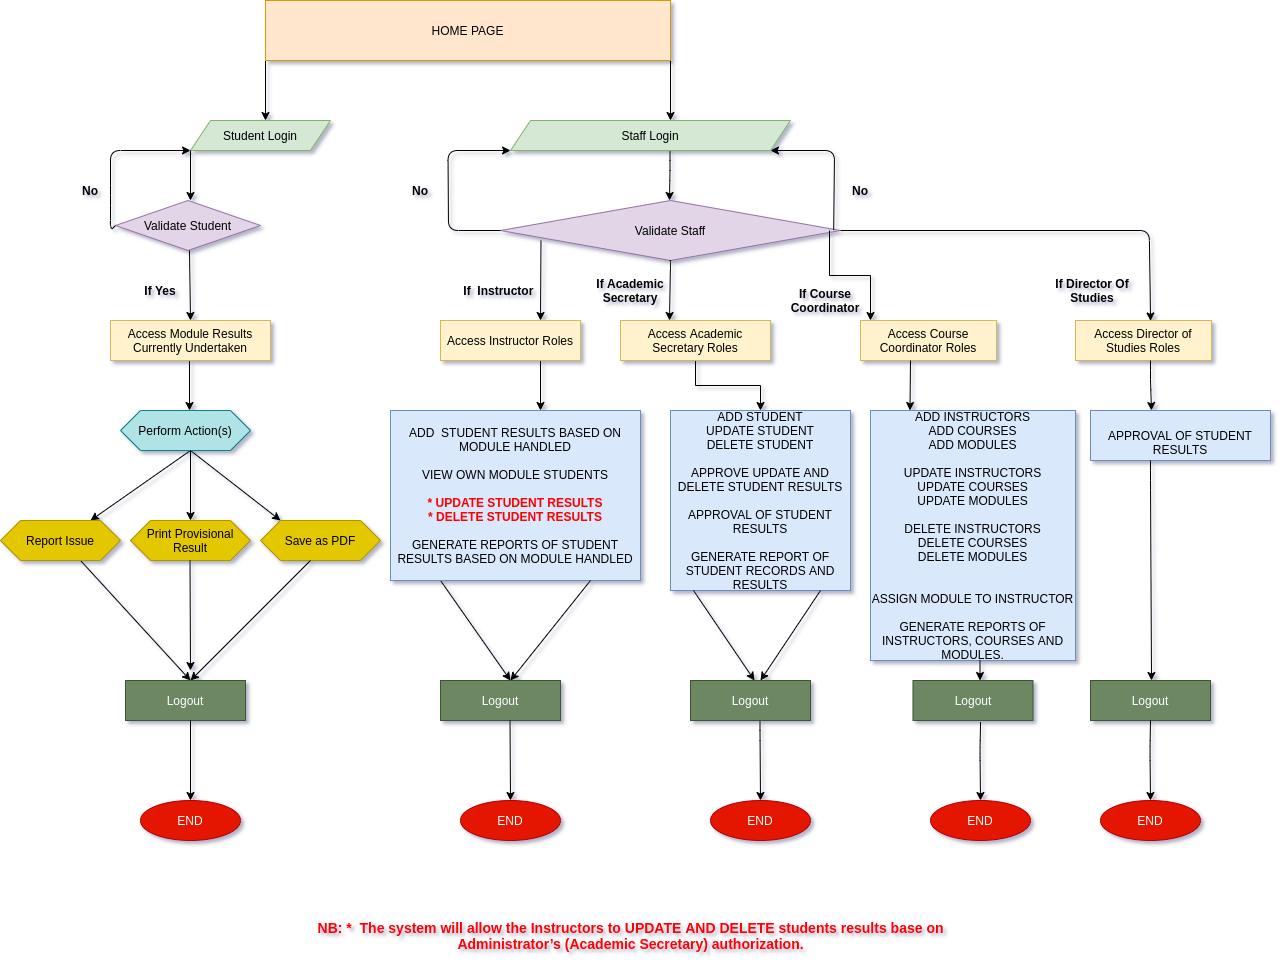 HOME PAGE
Student Login
Staff Login
No
No
No
Validate Student
Validate Staff
If Yes
If  Instructor
If Academic
Secretary
If Course
Coordinator
If Director Of
Studies
Access Module Results
Currently Undertaken
Access Instructor Roles
Access Academic
Secretary Roles
Access Course
Coordinator Roles
Access Director of
Studies Roles
Perform Action(s)
Report Issue
Print Provisional
Result
Save as PDF
ADD  STUDENT RESULTS BASED ON
MODULE HANDLED
VIEW OWN MODULE STUDENTS
* UPDATE STUDENT RESULTS
* DELETE STUDENT RESULTS
GENERATE REPORTS OF STUDENT
RESULTS BASED ON MODULE HANDLED
ADD STUDENT
UPDATE STUDENT
DELETE STUDENT
APPROVE UPDATE AND
DELETE STUDENT RESULTS
APPROVAL OF STUDENT
RESULTS
GENERATE REPORT OF
STUDENT RECORDS AND
RESULTS
ADD INSTRUCTORS
ADD COURSES
ADD MODULES
UPDATE INSTRUCTORS
UPDATE COURSES
UPDATE MODULES
DELETE INSTRUCTORS
DELETE COURSES
DELETE MODULES
ASSIGN MODULE TO INSTRUCTOR
GENERATE REPORTS OF
INSTRUCTORS, COURSES AND
MODULES.
APPROVAL OF STUDENT
RESULTS
Logout
Logout
Logout
Logout
Logout
END
END
END
END
END
NB: *  The system will allow the Instructors to UPDATE AND DELETE students results base on
Administrator’s (Academic Secretary) authorization.